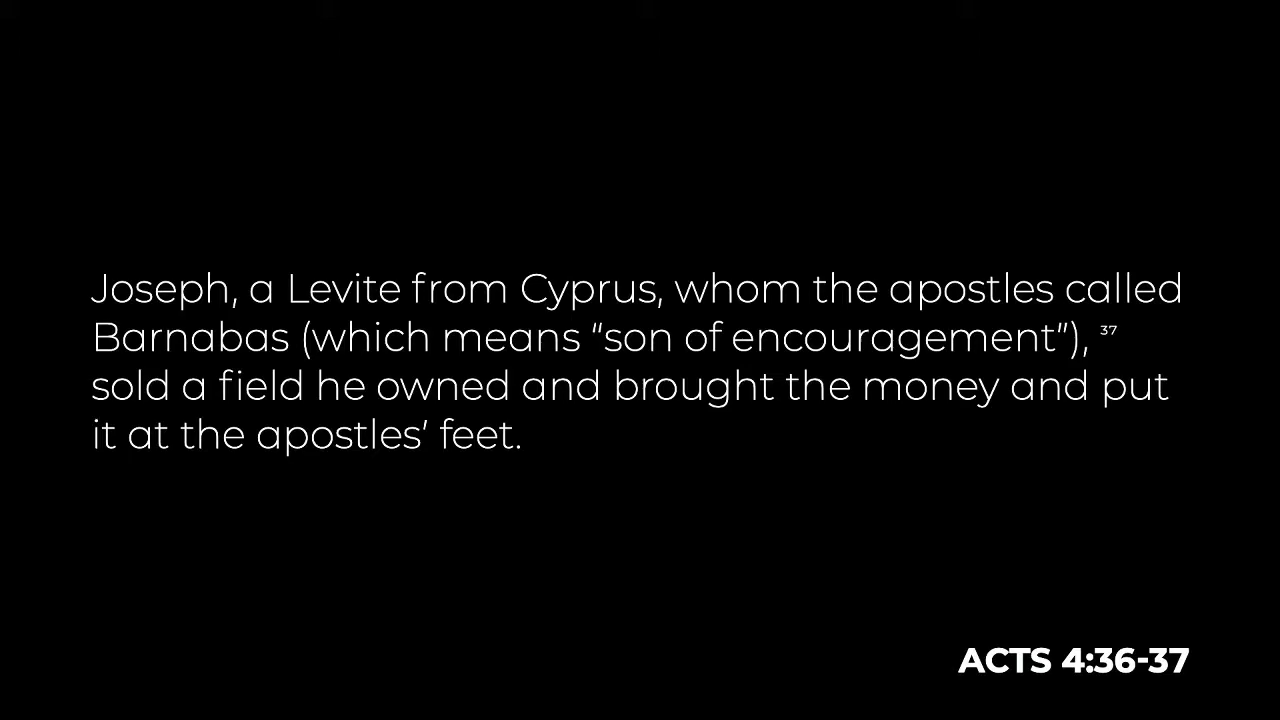 Joseph, a Levite from Cyprus, whom the apostles called
Barnabas (which means “son of encouragement”), 37
sold a field he owned and brought the money and put
it at the apostles’ feet.
ACTS 4:36-37